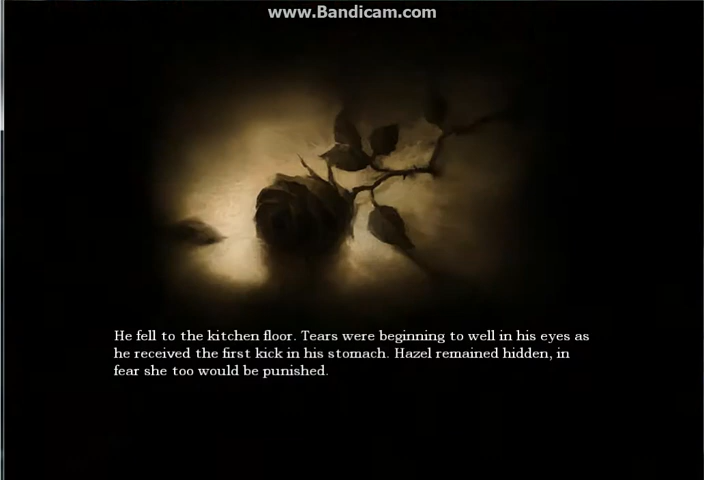 www.Bandicam.com
He fell to the kitchen floor. Tears were beginning to well in his eyes as
he received the first kick in his stomach. Hazel remained hidden, in
fear she too would be punished.